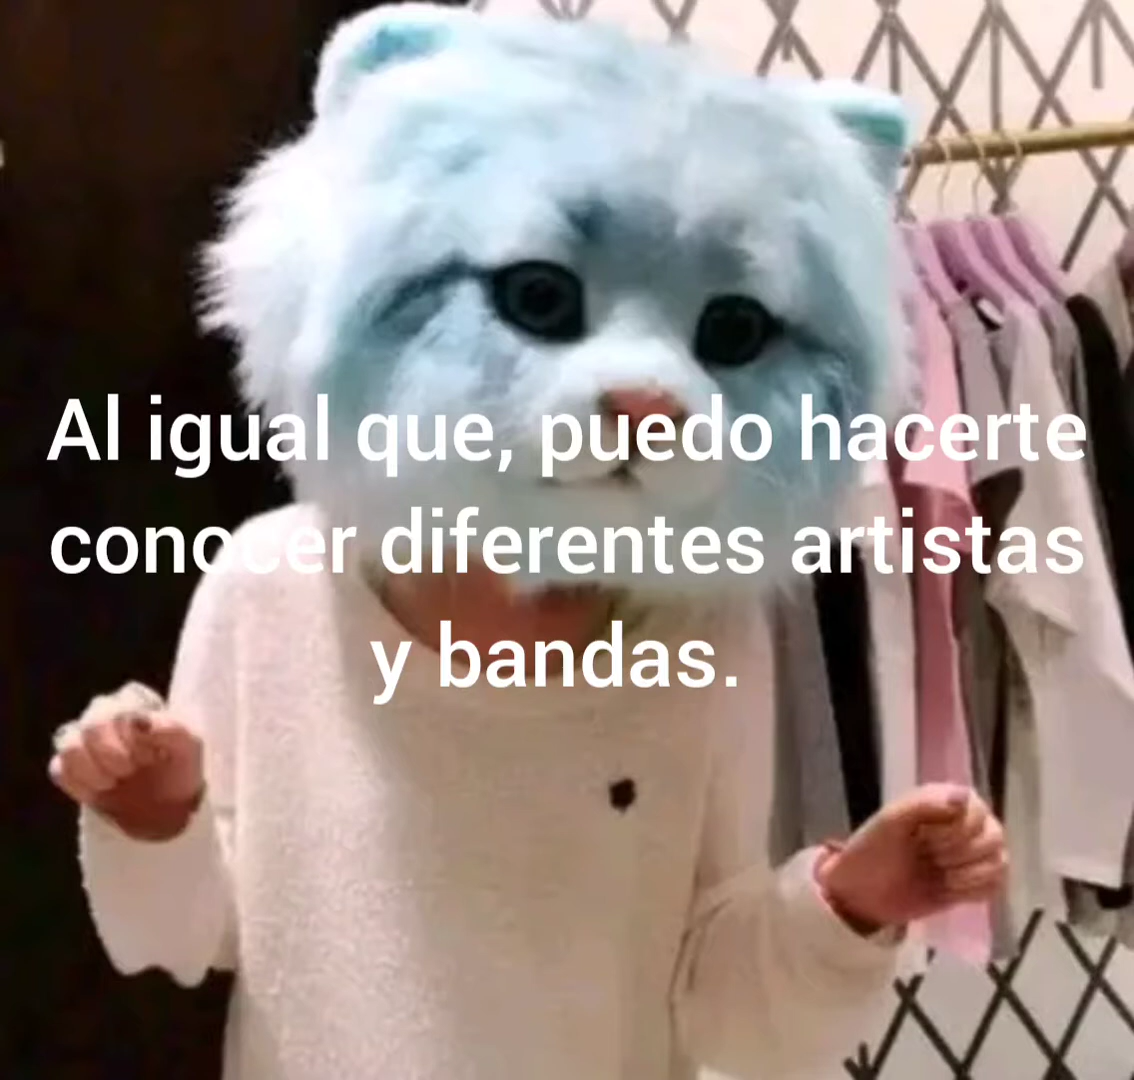 Al igual que, puedo hacerte
conocer diferentes artistas
y bandas.